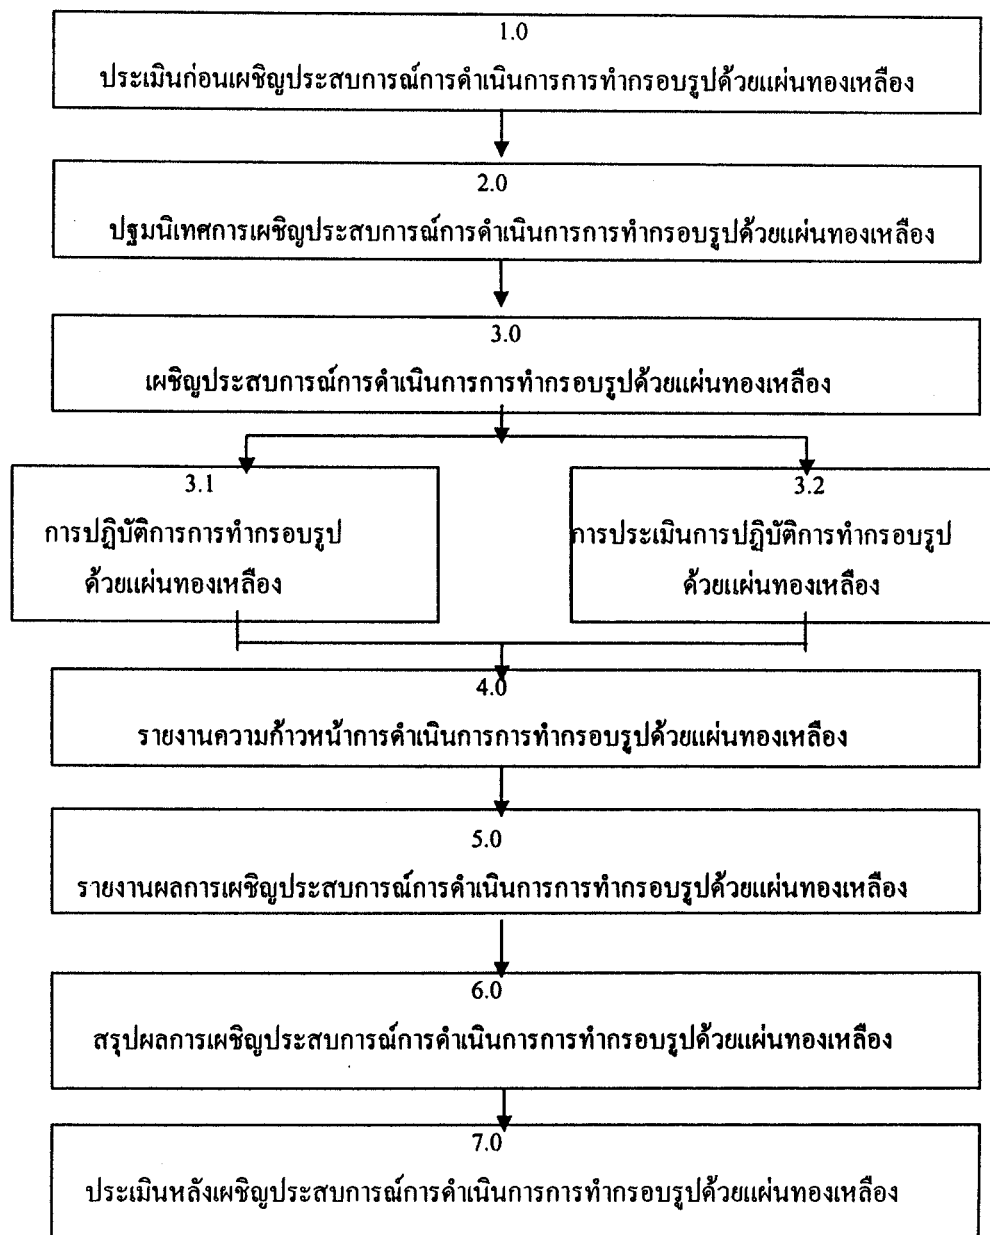 1.0
ประเมินก่อนเผชิญประสบการณ์การดำเนินการการทำกรอบรูปด้วยแผ่นทองเหลือง
2.0
ปฐมนิเทศการเผชิญประสบการณ์การดำเนินการการทำกรอบรูปด้วยแผ่นทองเหลือง
3.0
เผชิญประสบการณ์การดำเนินการการทำกรอบรูปด้วยแผ่นทองเหลือง
3.1
การปฏิบัติการการทำกรอบรูป
ด้วยแผ่นทองเหลือง
3.2
การประเมินการปฏิบัติการทำกรอบรูป
ด้วยแผ่นทองเหลือง
4.0
รายงานความก้าวหน้าการดำเนินการการทำกรอบรูปด้วยแผ่นทองเหลือง
5.0
รายงานผลการเผชิญประสบการณ์การดำเนินการการทำกรอบรูปด้วยแผ่นทองเหลือง
6.0
สรุปผลการเผชิญประสบการณ์การดำเนินการการทำกรอบรูปด้วยแผ่นทองเหลือง
7.0
ประเมินหลังเผชิญประสบการณ์การดำเนินการการทำกรอบรูปด้วยแผ่นทองเหลือง